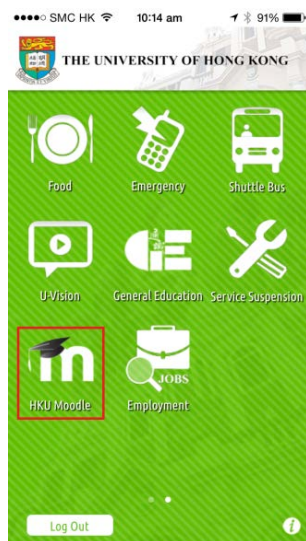 SMC HK 10:14 am 91%
THE UNIVERSITY OF HONG KONG
Food Emergency Shuttle Bus
U-Vision General Education Service Suspension
JOBS
HKU Moodle Employment
Log Out